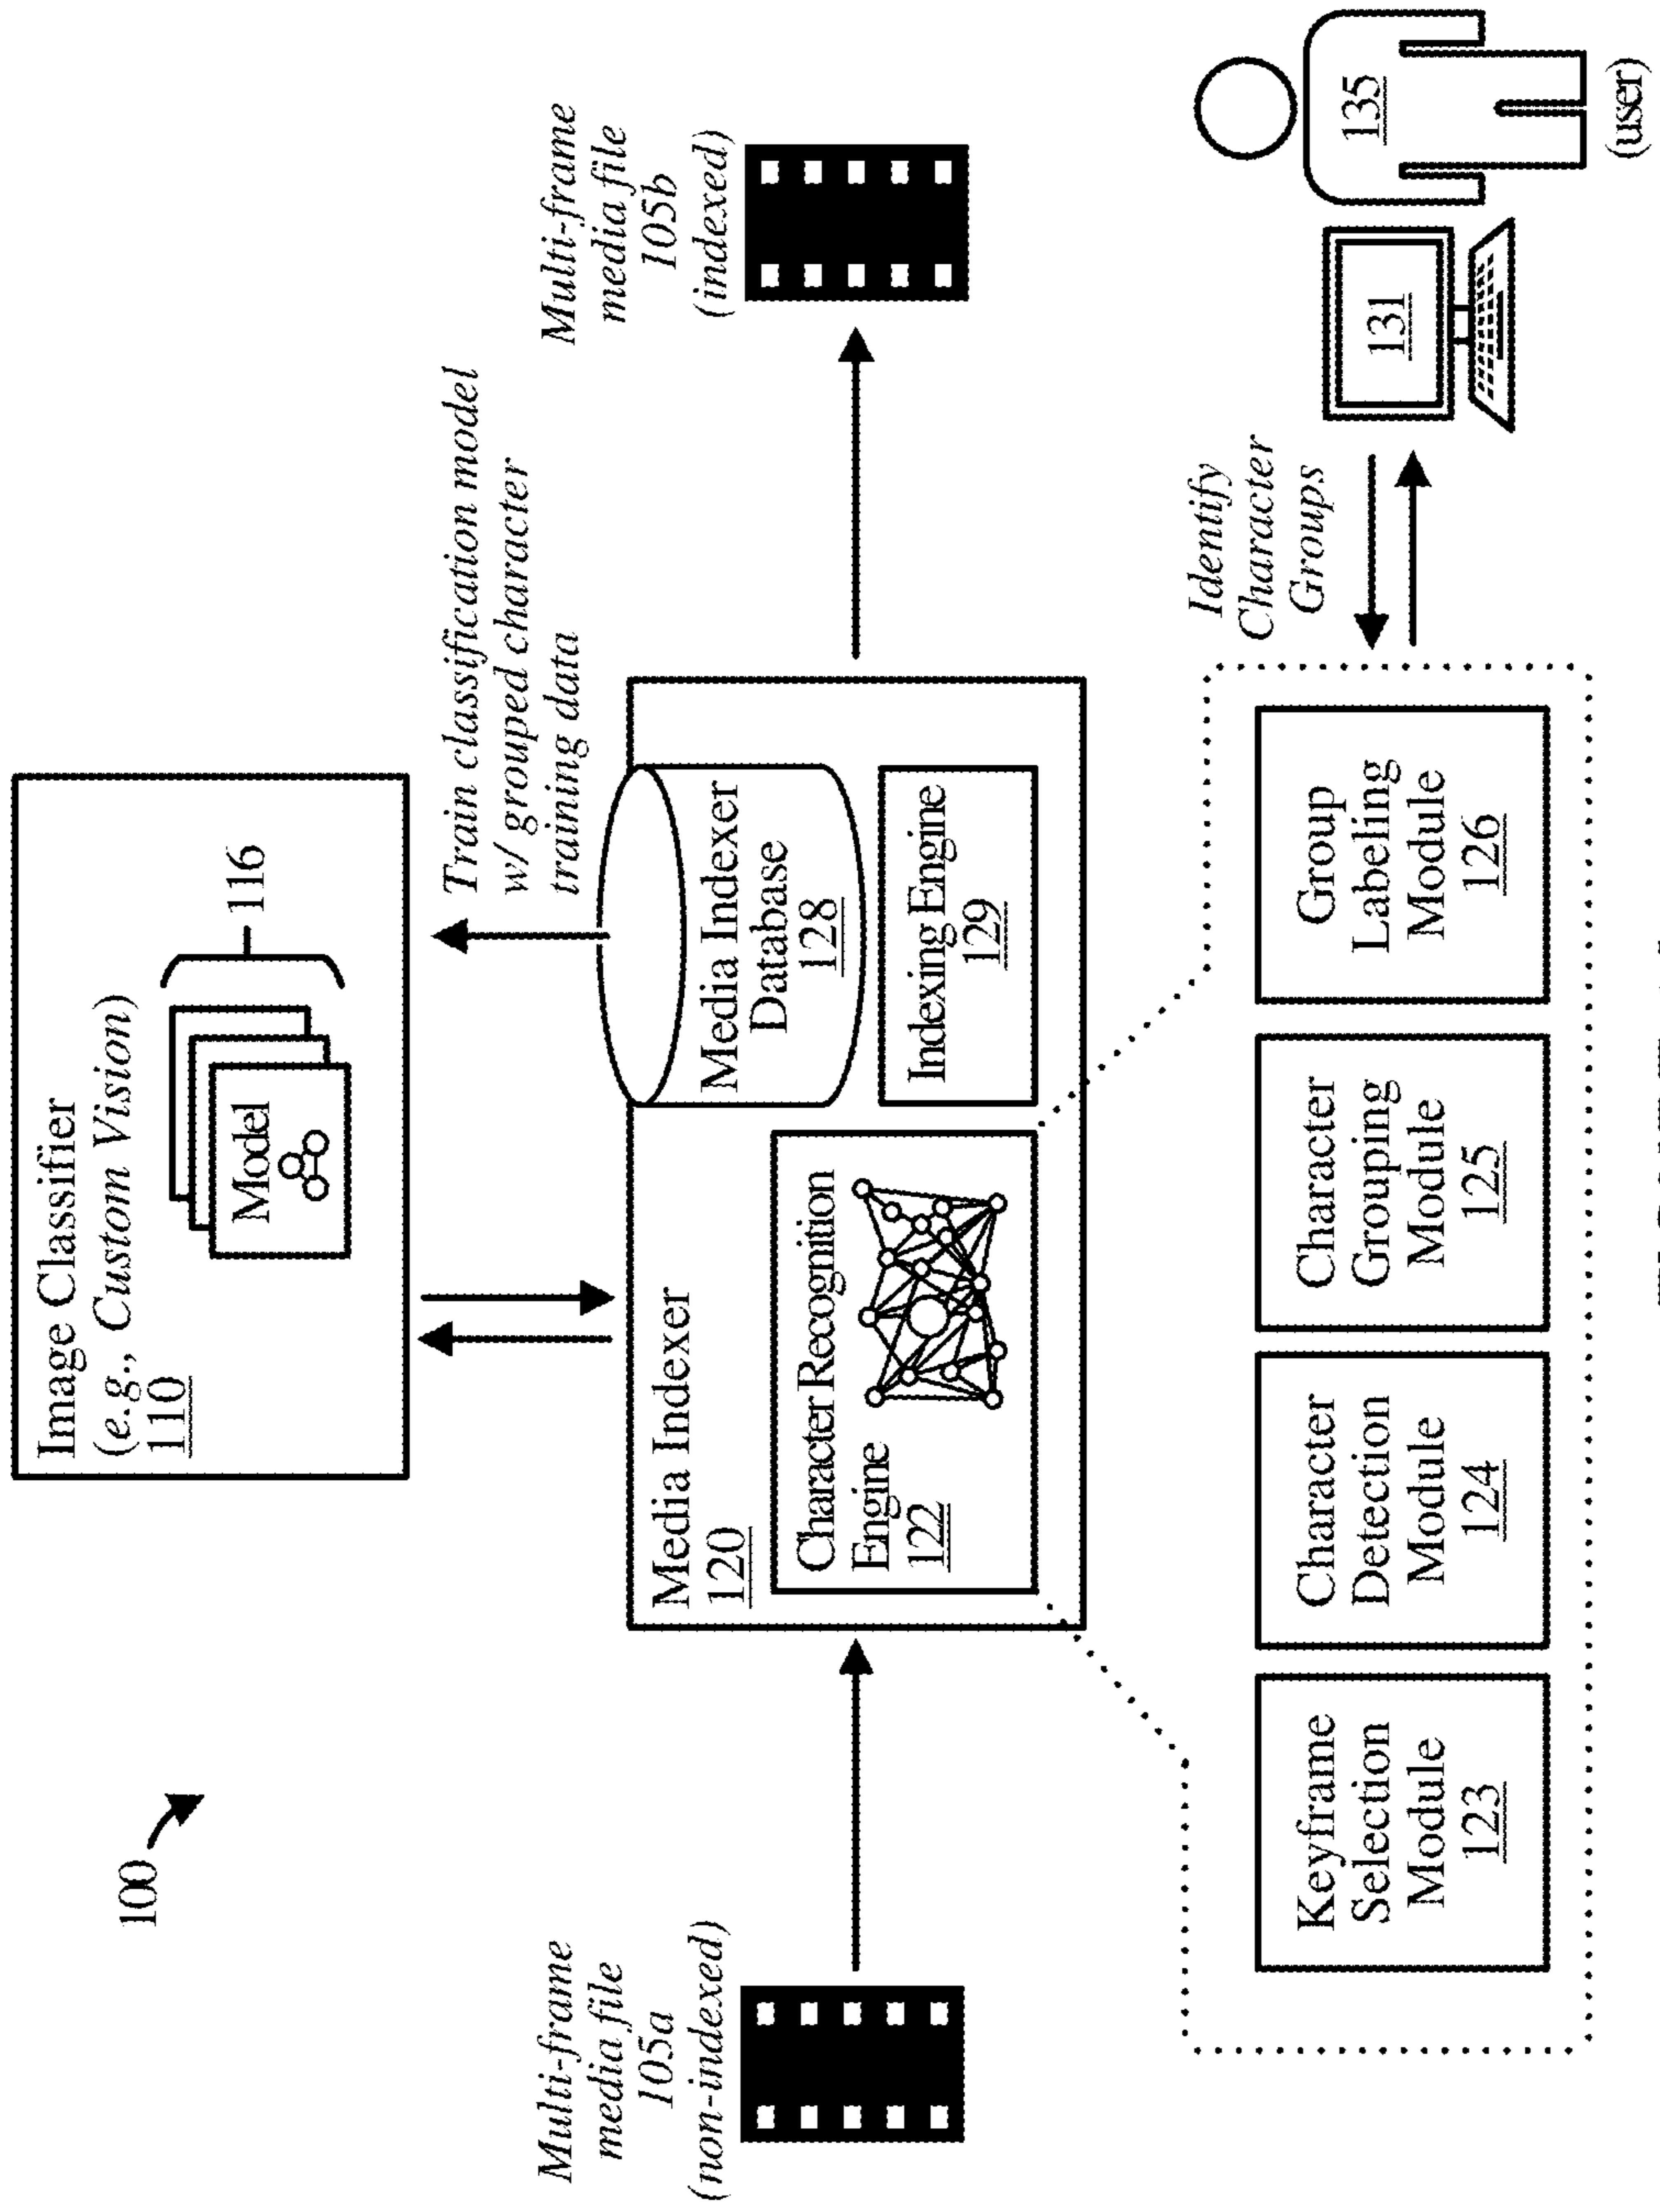 100
Image Classifier
(e.g., Custom Vision)
110
Model
116
Train classification model
w/ grouped character
training data
Multi-frame
media file
105a
(non-indexed)
Media Indexer
120
Character Recognition
Engine
122
Media Indexer
Database
128
Indexing Engine
129
Multi-frame
media file
105b
(indexed)
Identify
Character
Groups
131
135
(user)
Keyframe
Selection
Module
123
Character
Detection
Module
124
Character
Grouping
Module
125
Group
Labeling
Module
126